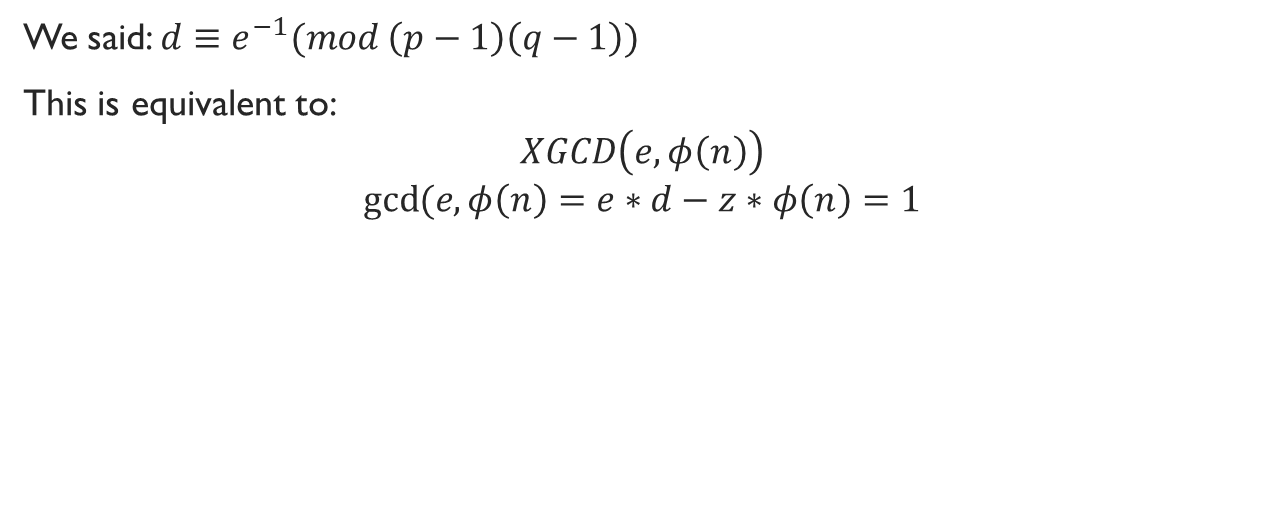 We said: d ≡ e⁻¹(mod (p − 1)(q − 1))
This is equivalent to:
XGCD(e, ϕ(n))
gcd(e, ϕ(n) = e ∗ d − z ∗ ϕ(n) = 1